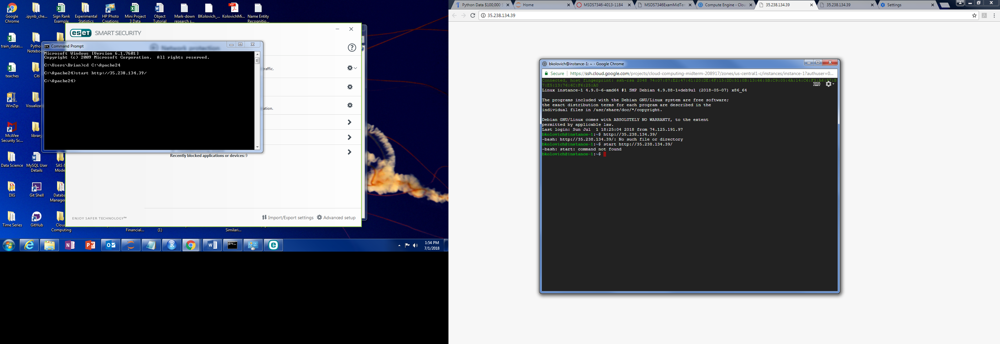 Google Chrome
.ipynb_che...
Sign Rank Example
Experimental Statistics
HP Photo Creations
Mini Project 3 Data
Object Tutorial
Mark-down research s...
BKolovich_...
KolovichMi...
Name Entity Recognitio...
train_datas...
Python
teaches
Citi
WinZip
McAfee Security Sc...
library
Data Science
MySQL User Details
DIG
Git Shell
Time Series
GitHub
Cloud Computing
Financial...
(1)
Similari...
eset SMART SECURITY
Network protection
traffic.
ation.
Recently blocked applications or devices: 9
ENJOY SAFER TECHNOLOGY™
Import/Export settings
Advanced setup
Command Prompt
Microsoft Windows [Version 6.1.7601]
Copyright (c) 2009 Microsoft Corporation.  All rights reserved.
C:\Users\Brian>cd C:\Apache24
C:\Apache24>start http://35.238.134.39/
C:\Apache24>
1:54 PM
7/1/2018
Python Data $100,000 S
Home
MSDS7346-4013-1184
MSDS7346ExamMidTen
Compute Engine - Clou
35.238.134.39
35.238.134.39
Settings
35.238.134.39
bkolovich@instance-1: ~ - Google Chrome
Secure
https://ssh.cloud.google.com/projects/cloud-computing-midterm-208917/zones/us-central1-c/instances/instance-1?authuser=0...
Connected, host fingerprint: ssh-rsa 2048 74:07:87:E2:47:61:20:DE:6F:15:DD:51:0B:13:66:5B:C9:05:6A:14:C6:F3:A6:97:B
7:E5:13:76:6C:F6:25:A0
Linux instance-1 4.9.0-6-amd64 #1 SMP Debian 4.9.88-1+deb9u1 (2018-05-07) x86_64
The programs included with the Debian GNU/Linux system are free software;
the exact distribution terms for each program are described in the
individual files in /usr/share/doc/*/copyright.
Debian GNU/Linux comes with ABSOLUTELY NO WARRANTY, to the extent
permitted by applicable law.
Last login: Sun Jul  1 18:25:04 2018 from 74.125.191.97
bkolovich@instance-1:~$ http://35.238.134.39/
-bash: http://35.238.134.39/: No such file or directory
bkolovich@instance-1:~$ start http://35.238.134.39/
-bash: start: command not found
bkolovich@instance-1:~$